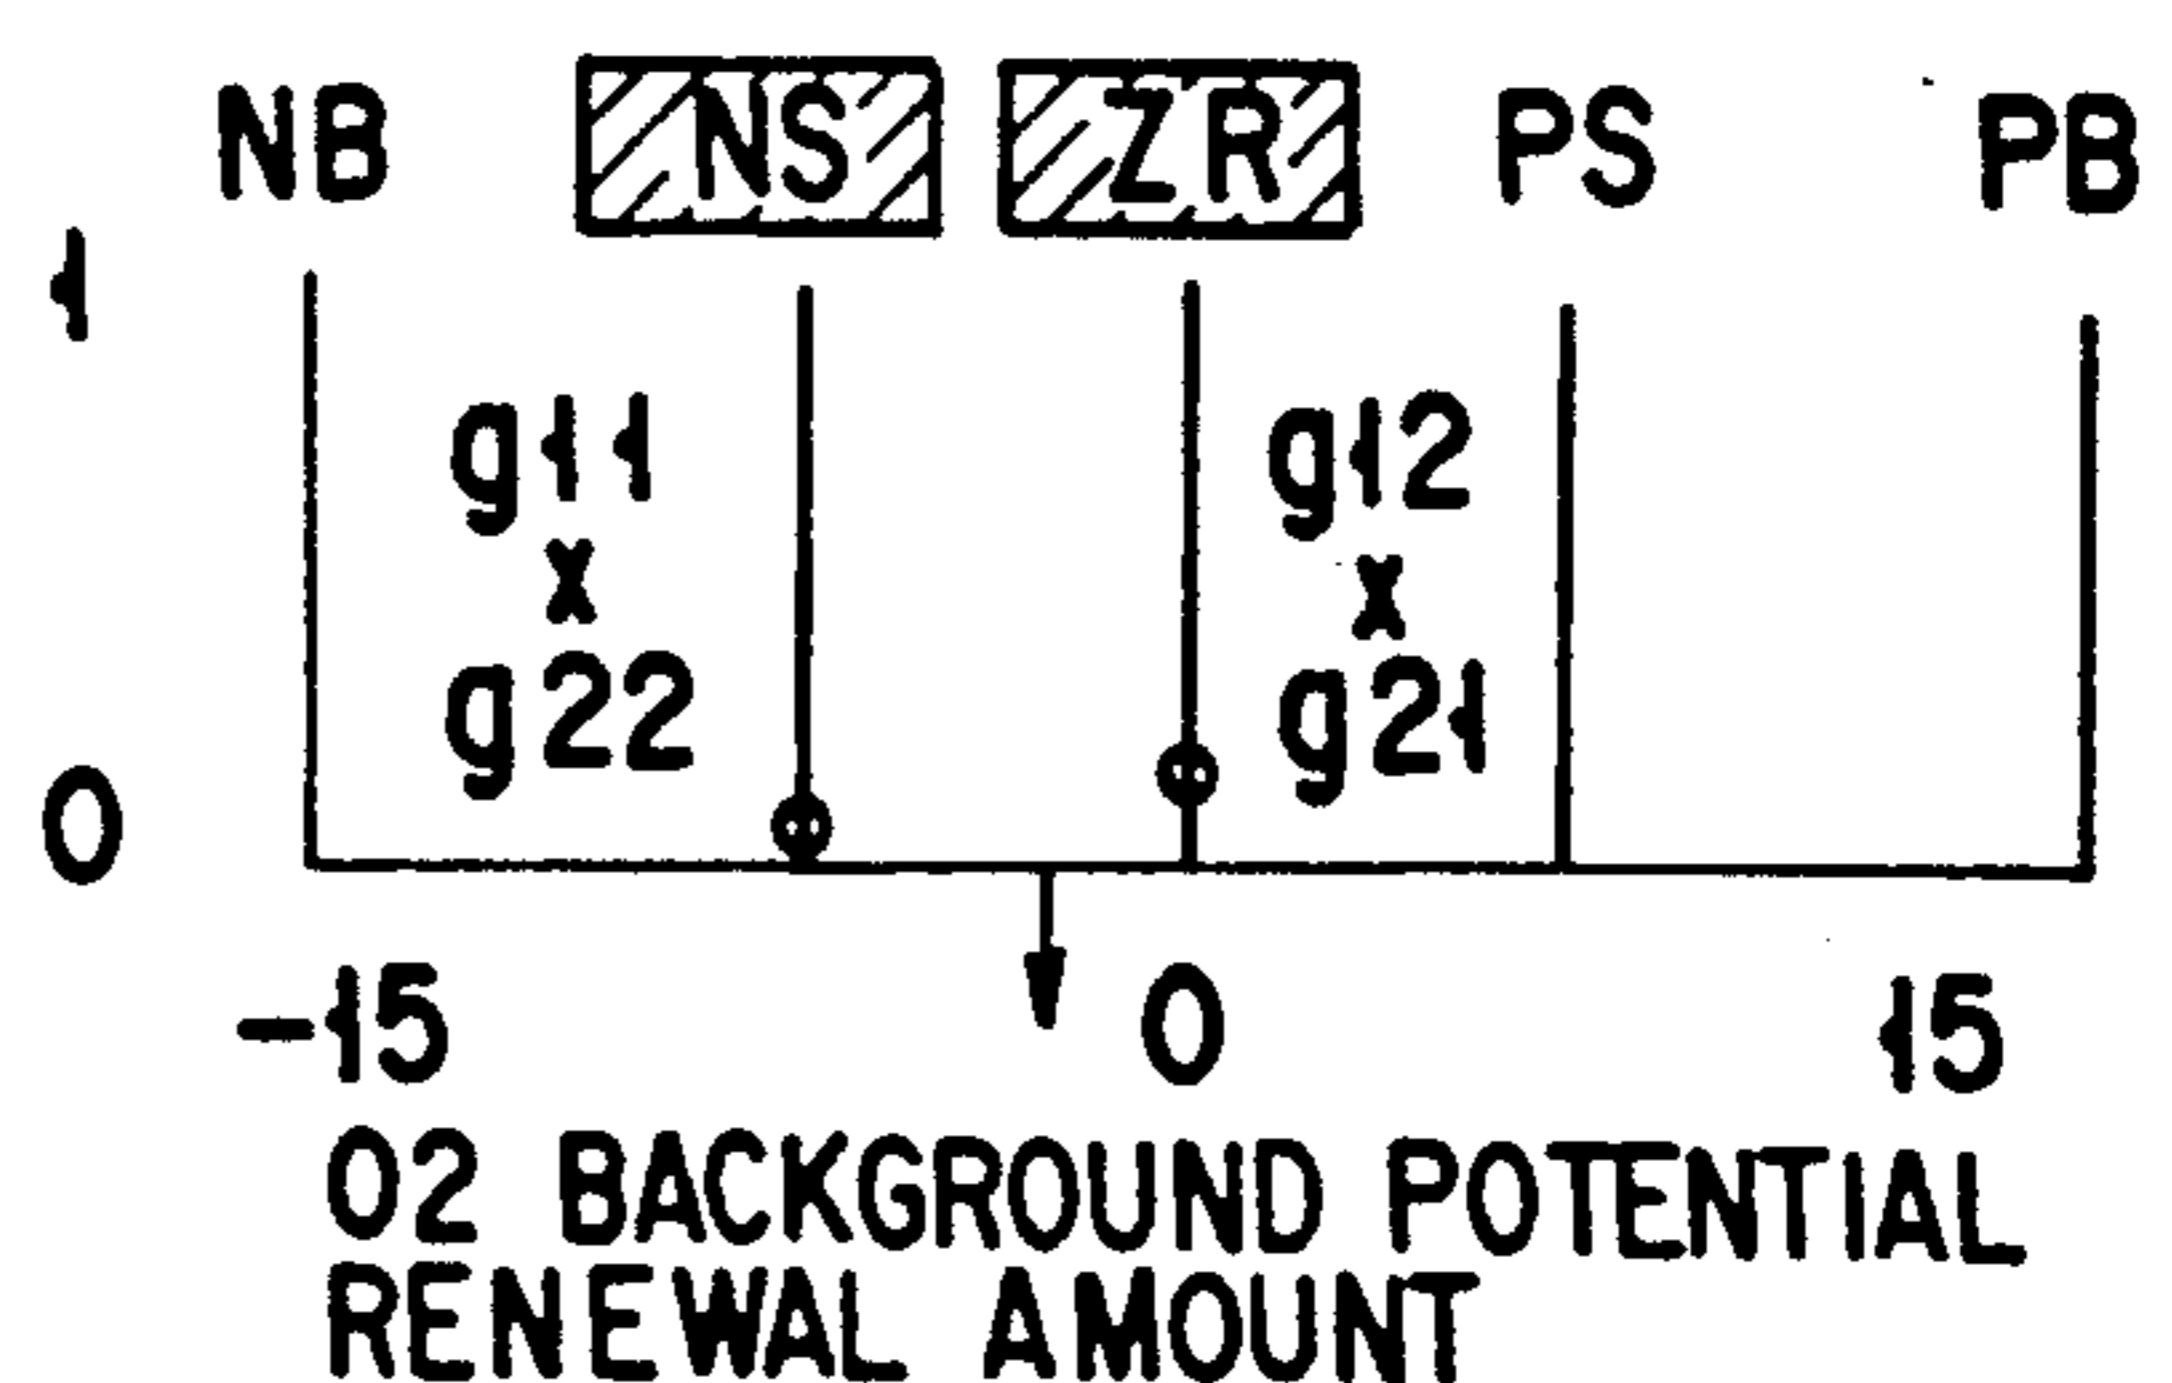 NB NS ZR PS PB
1
g11 g12
x x
g22 g21
0
-15 0 15
O2 BACKGROUND POTENTIAL
RENEWAL AMOUNT